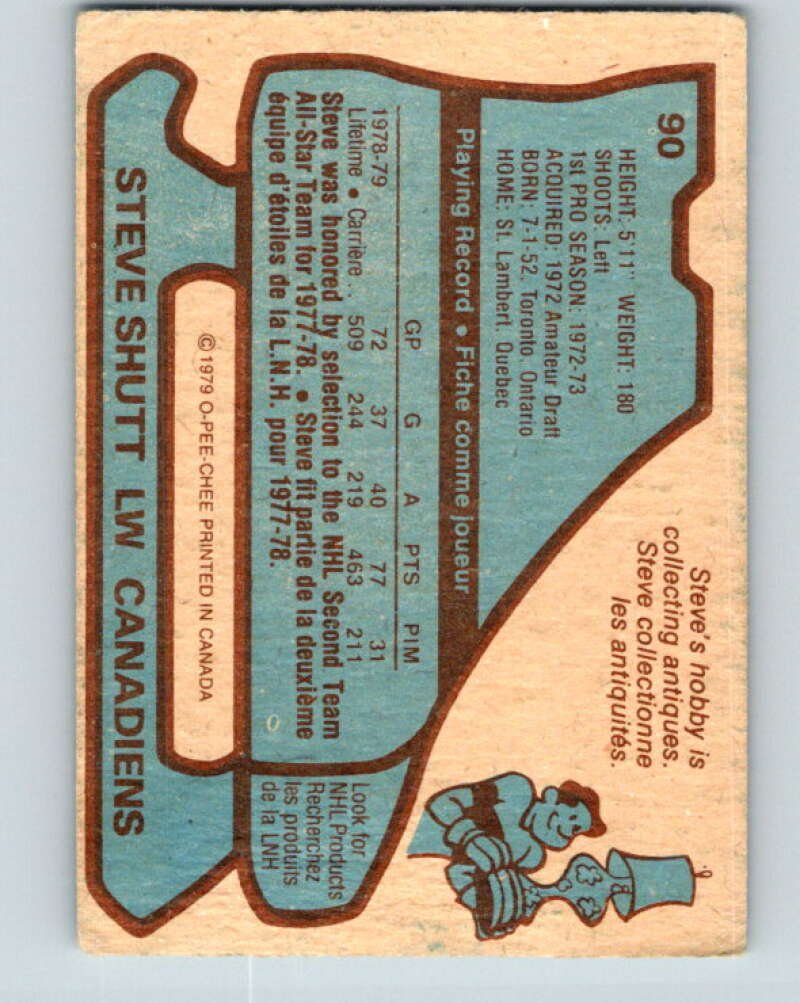 90
HEIGHT: 5'11" WEIGHT: 180
SHOOTS: Left
1st PRO SEASON: 1972-73
ACQUIRED: 1972 Amateur Draft
BORN: 7-1-52, Toronto, Ontario
HOME: St. Lambert, Quebec
Steve's hobby is
collecting antiques.
Steve collectionne
les antiquités.
Playing Record • Fiche comme joueur
GP G A PTS PIM
1978-79 72 37 40 77 31
Lifetime • Carrière .. 509 244 219 463 211
Steve was honored by selection to the NHL Second Team
All-Star Team for 1977-78. • Steve fit partie de la deuxième
équipe d'étoiles de la L.N.H. pour 1977-78.
Look for
NHL Products
Recherchez
les produits
de la LNH
©1979 O-PEE-CHEE PRINTED IN CANADA
STEVE SHUTT LW CANADIENS